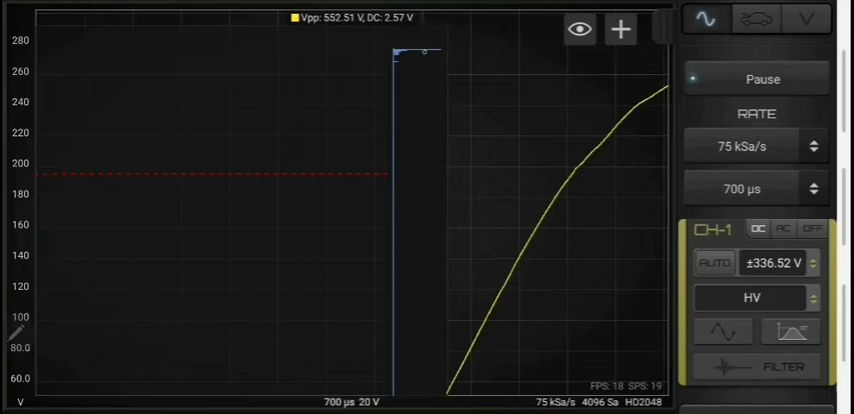 Vpp: 552.51 V, DC: 2.57 V
280
260
240
220
200
180
160
140
120
100
80.0
60.0
V
700 µs 20 V
FPS: 18 SPS: 19
75 kSa/s 4096 Sa HD2048
V
Pause
RATE
75 kSa/s
700 µs
CH-1 DC AC OFF
AUTO ±336.52 V
HV
FILTER